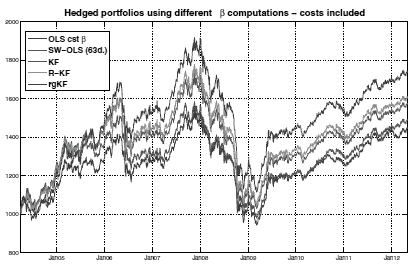 Hedged portfolios using different β computations − costs included
2000
1800
1600
1400
1200
1000
800
OLS cst β
SW−OLS (63d.)
KF
R−KF
rgKF
Jan05
Jan06
Jan07
Jan08
Jan09
Jan10
Jan11
Jan12